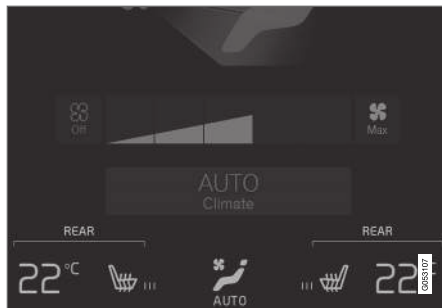 Off
Max
AUTO
Climate
REAR REAR
22°C 22°C
AUTO
G053107